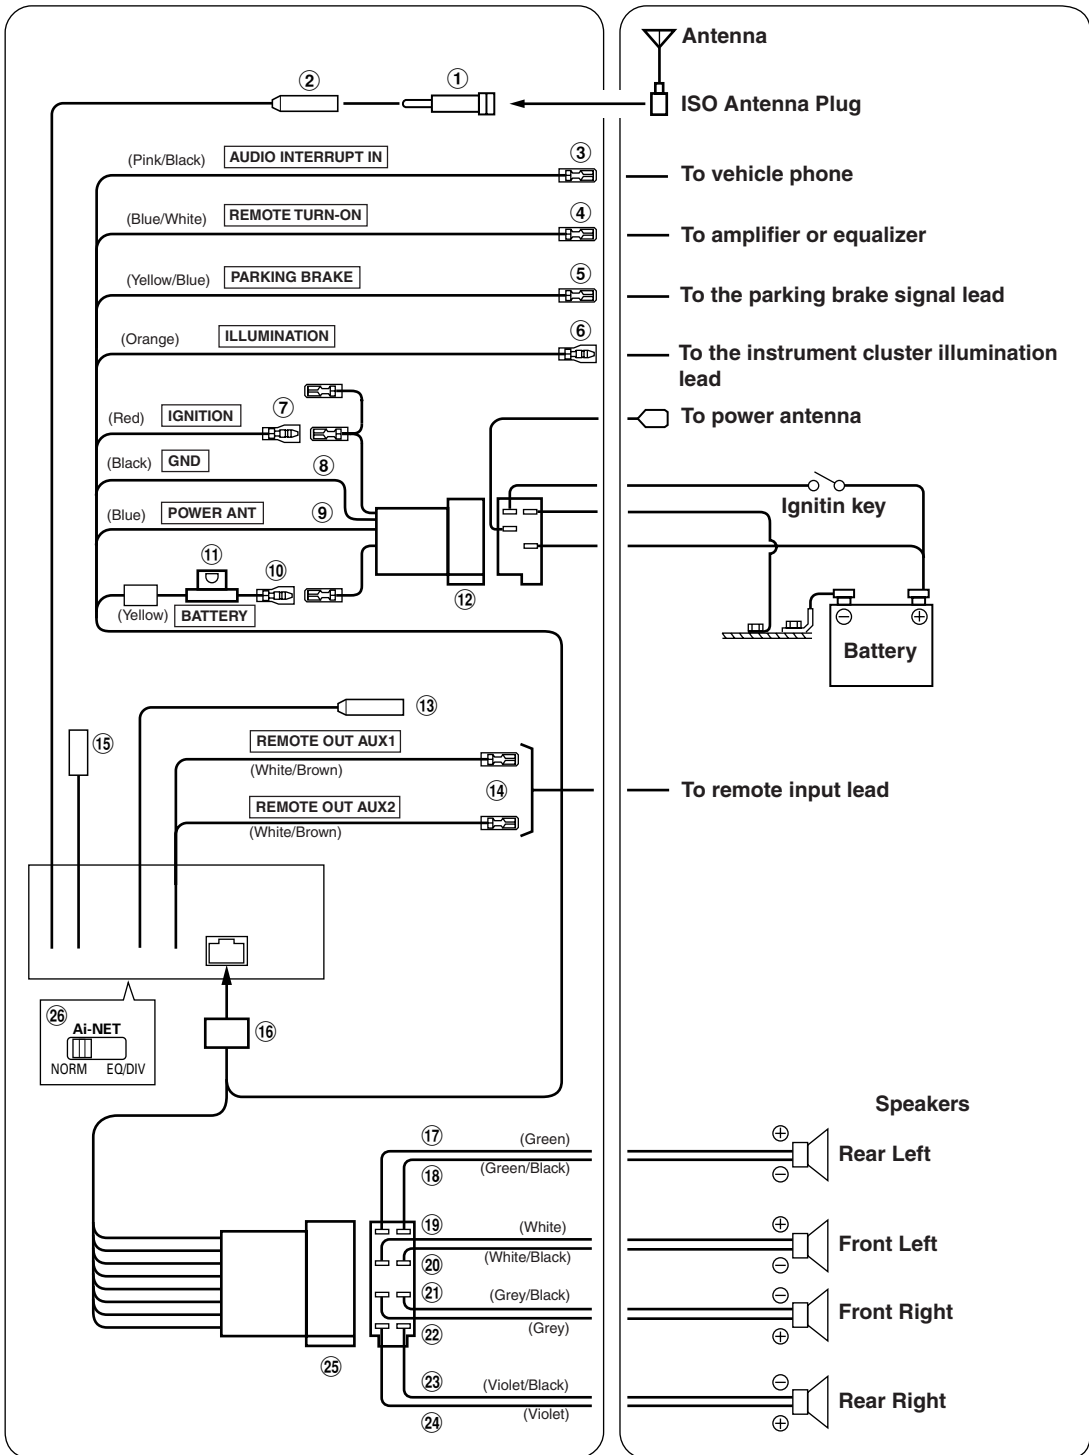 Antenna
② ①
ISO Antenna Plug
(Pink/Black) AUDIO INTERRUPT IN ③
To vehicle phone
(Blue/White) REMOTE TURN-ON ④
To amplifier or equalizer
(Yellow/Blue) PARKING BRAKE ⑤
To the parking brake signal lead
(Orange) ILLUMINATION ⑥
To the instrument cluster illumination
lead
(Red) IGNITION ⑦
To power antenna
(Black) GND ⑧
Ignitin key
(Blue) POWER ANT ⑨
⑪ ⑩
⑫
(Yellow) BATTERY
⊖ ⊕
Battery
⑬
⑮
REMOTE OUT AUX1
(White/Brown)
⑭
To remote input lead
REMOTE OUT AUX2
(White/Brown)
㉖
Ai-NET
NORM EQ/DIV
⑯
Speakers
⑰ (Green) ⊕
Rear Left
⑱ (Green/Black) ⊖
⑲ (White) ⊕
Front Left
⑳ (White/Black) ⊖
㉑ (Grey/Black) ⊖
Front Right
㉒ (Grey) ⊕
㉕
㉓ (Violet/Black) ⊖
Rear Right
㉔ (Violet) ⊕